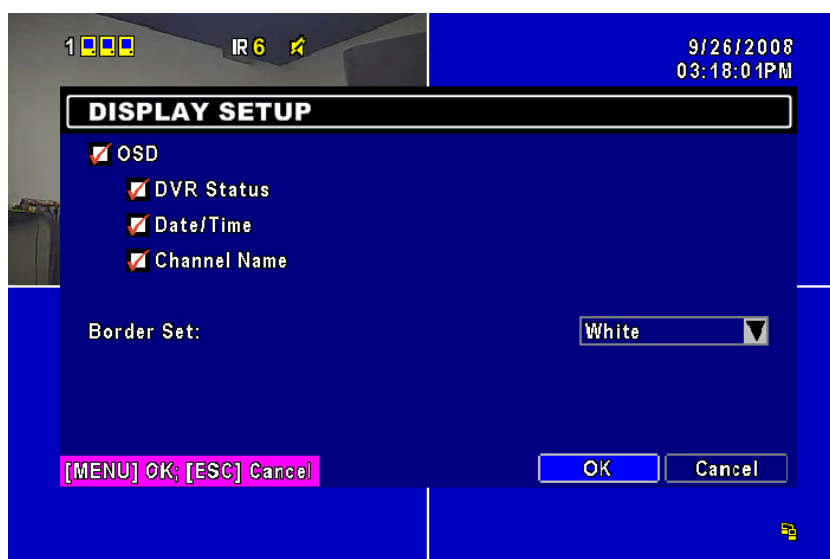 1 IR 6 9/26/2008
03:18:01PM
DISPLAY SETUP
OSD
DVR Status
Date/Time
Channel Name
Border Set: White
[MENU] OK; [ESC] Cancel OK Cancel